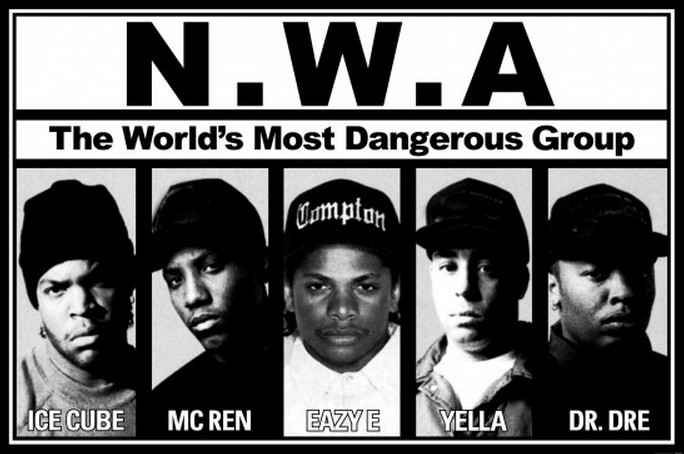 N.W.A
The World's Most Dangerous Group
Compton
ICE CUBE
MC REN
EAZY E
YELLA
DR. DRE